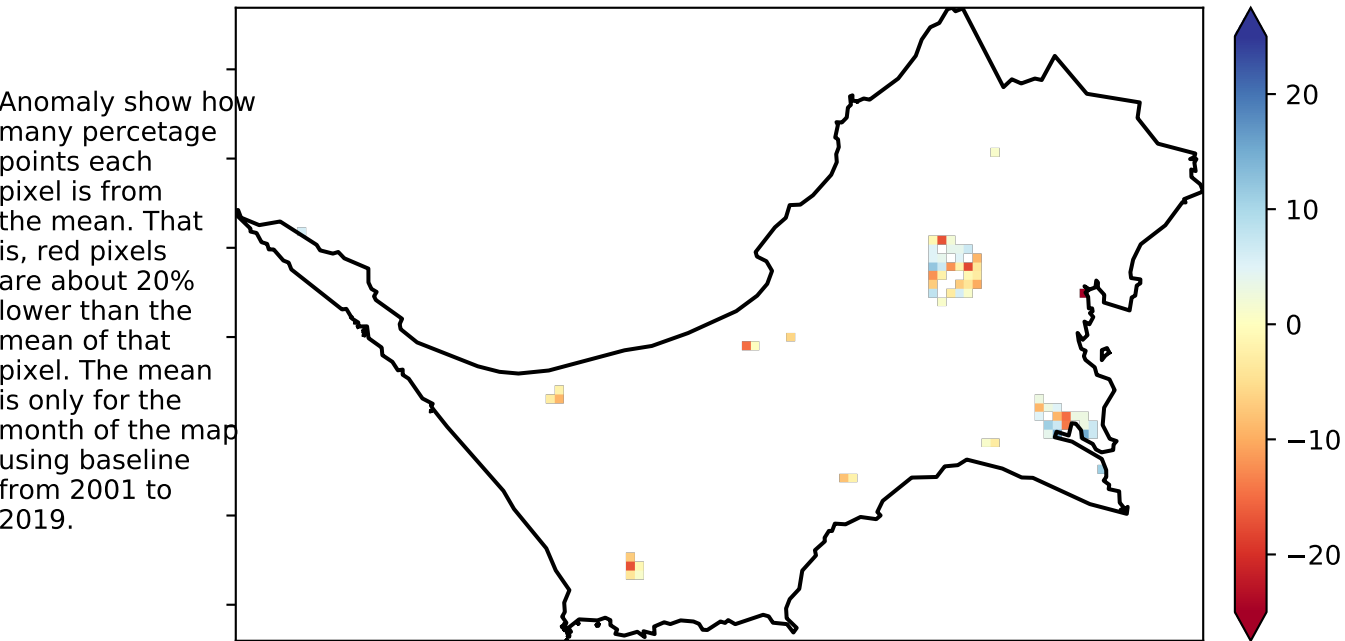 Anomaly show how
many percetage
points each
pixel is from
the mean. That
is, red pixels
are about 20%
lower than the
mean of that
pixel. The mean
is only for the
month of the map
using baseline
from 2001 to
2019.
20
10
0
−10
−20